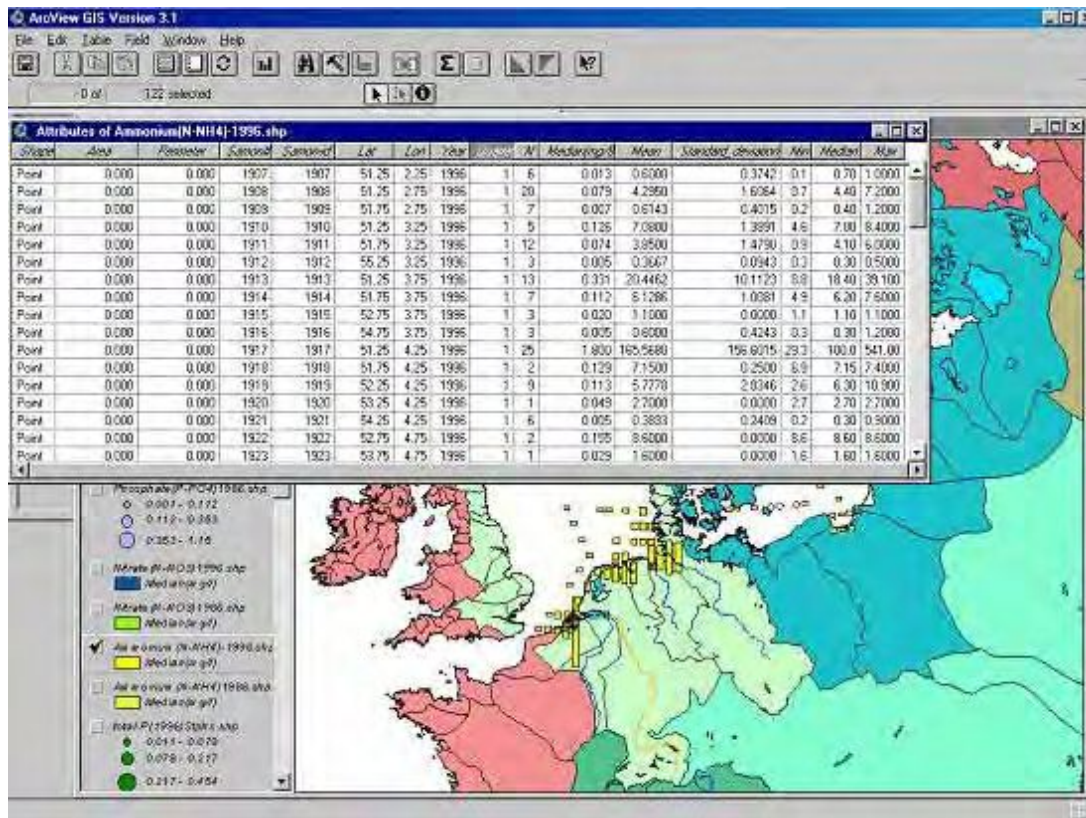 ArcView GIS Version 3.1
File Edit Table Field Window Help
0 of 122 selected
Attributes of Ammonium(N-NH4)-1996.shp
Shape Area Perimeter Lat Lon Year N Mean Min Median Max
Point 0.000 0.000 1907 1907 51.25 2.25 1996 1 6 0.013 0.6000 0.3742 0.1 0.70 1.0000
Point 0.000 0.000 1908 1908 51.25 2.75 1996 1 20 0.079 4.2950 1.6064 0.7 4.40 7.2000
Point 0.000 0.000 1909 1909 51.75 2.75 1996 1 7 0.007 0.6143 0.4015 0.2 0.40 1.2000
Point 0.000 0.000 1910 1910 51.25 3.25 1996 1 5 0.126 7.0800 1.3891 4.6 7.00 8.4000
Point 0.000 0.000 1911 1911 51.75 3.25 1996 1 12 0.074 3.8500 1.4790 0.9 4.10 6.0000
Point 0.000 0.000 1912 1912 55.25 3.25 1996 1 3 0.005 0.3667 0.0943 0.3 0.30 0.5000
Point 0.000 0.000 1913 1913 51.25 3.75 1996 1 13 0.331 20.4462 10.1123 8.8 18.40 39.100
Point 0.000 0.000 1914 1914 51.75 3.75 1996 1 7 0.112 6.1286 1.0081 4.9 6.20 7.6000
Point 0.000 0.000 1915 1915 52.75 3.75 1996 1 3 0.020 1.1000 0.0000 1.1 1.10 1.1000
Point 0.000 0.000 1916 1916 54.75 3.75 1996 1 3 0.005 0.6000 0.4243 0.3 0.30 1.2000
Point 0.000 0.000 1917 1917 51.25 4.25 1996 1 25 1.800 165.5680 156.6015 29.3 100.0 541.00
Point 0.000 0.000 1918 1918 51.75 4.25 1996 1 2 0.129 7.1500 0.2500 6.9 7.15 7.4000
Point 0.000 0.000 1919 1919 52.25 4.25 1996 1 9 0.113 5.7778 2.8346 2.6 6.30 10.900
Point 0.000 0.000 1920 1920 53.25 4.25 1996 1 1 0.049 2.7000 0.0000 2.7 2.70 2.7000
Point 0.000 0.000 1921 1921 54.25 4.25 1996 1 6 0.005 0.3833 0.2409 0.2 0.30 0.9000
Point 0.000 0.000 1922 1922 52.75 4.75 1996 1 2 0.155 8.6000 0.0000 8.6 8.60 8.6000
Point 0.000 0.000 1923 1923 53.75 4.75 1996 1 1 0.029 1.6000 0.0000 1.6 1.60 1.6000
Phosphate(P-PO4)1986.shp
0.001 - 0.112
0.112 - 0.353
0.353 - 1.16
Nitrate (N-NO3)1996.shp
Nitrate (N-NO3)1986.shp
Ammonium (N-NH4)-1996.shp
Ammonium (N-NH4)1986.shp
0.011 - 0.079
0.079 - 0.217
0.217 - 0.454